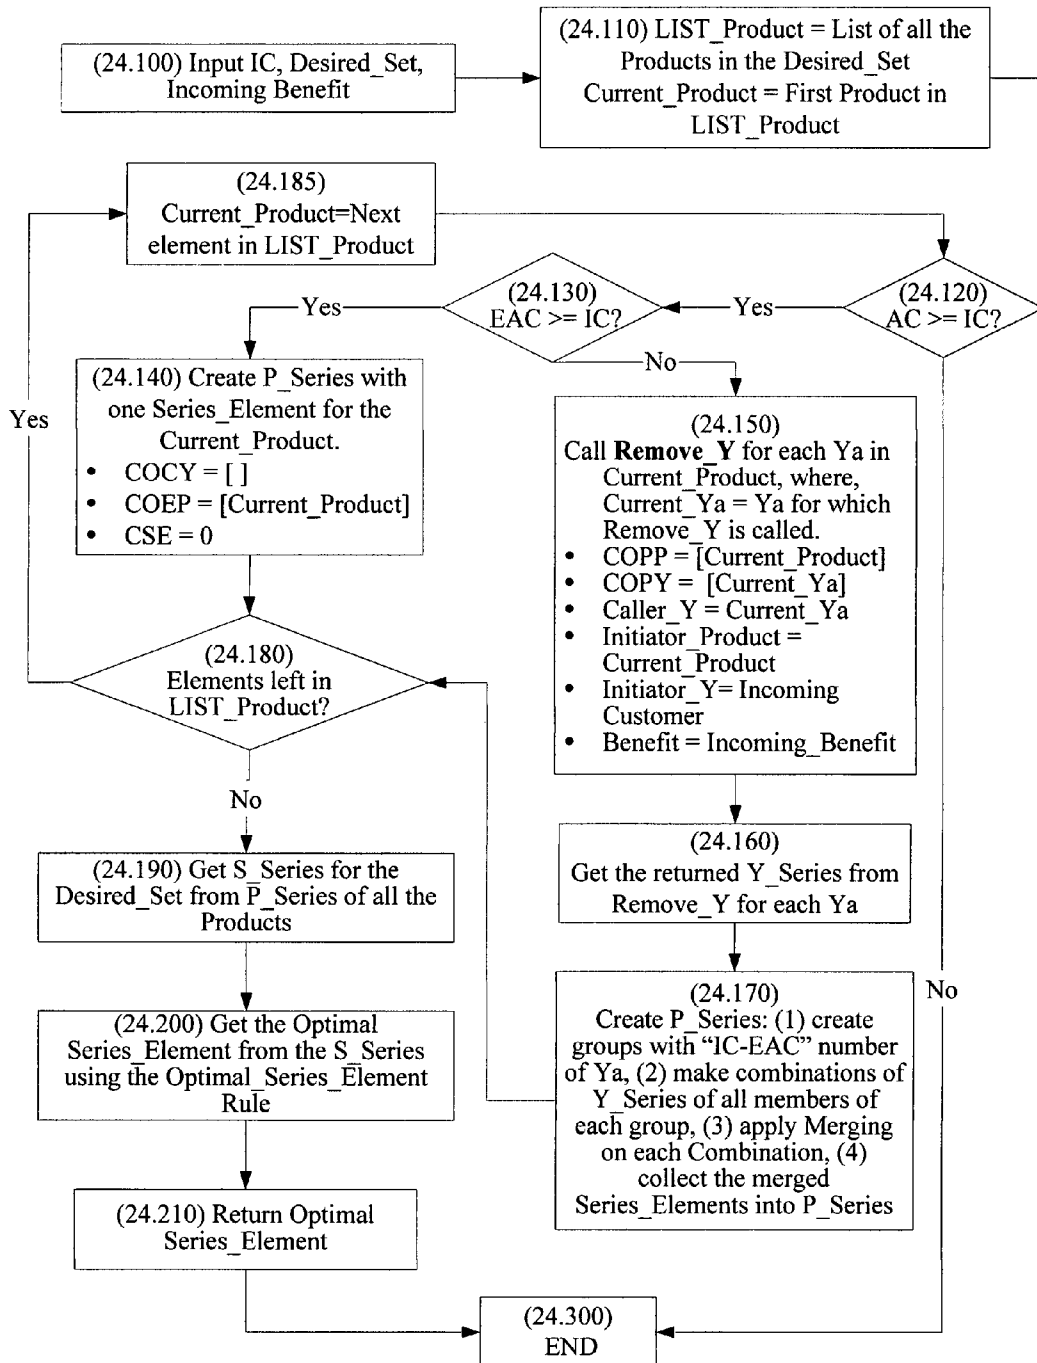 (24.100) Input IC, Desired_Set,
Incoming Benefit
(24.110) LIST_Product = List of all the
Products in the Desired_Set
Current_Product = First Product in
LIST_Product
(24.185)
Current_Product=Next
element in LIST_Product
(24.120)
AC >= IC?
Yes
(24.130)
EAC >= IC?
Yes
No
(24.140) Create P_Series with
one Series_Element for the
Current_Product.
• COCY = [ ]
• COEP = [Current_Product]
• CSE = 0
Yes
(24.150)
Call Remove_Y for each Ya in
Current_Product, where,
Current_Ya = Ya for which
Remove_Y is called.
• COPP = [Current_Product]
• COPY = [Current_Ya]
• Caller_Y = Current_Ya
• Initiator_Product =
Current_Product
• Initiator_Y= Incoming
Customer
• Benefit = Incoming_Benefit
(24.180)
Elements left in
LIST_Product?
No
(24.160)
Get the returned Y_Series from
Remove_Y for each Ya
(24.190) Get S_Series for the
Desired_Set from P_Series of all the
Products
(24.170)
Create P_Series: (1) create
groups with “IC-EAC” number
of Ya, (2) make combinations of
Y_Series of all members of
each group, (3) apply Merging
on each Combination, (4)
collect the merged
Series_Elements into P_Series
No
(24.200) Get the Optimal
Series_Element from the S_Series
using the Optimal_Series_Element
Rule
(24.210) Return Optimal
Series_Element
(24.300)
END